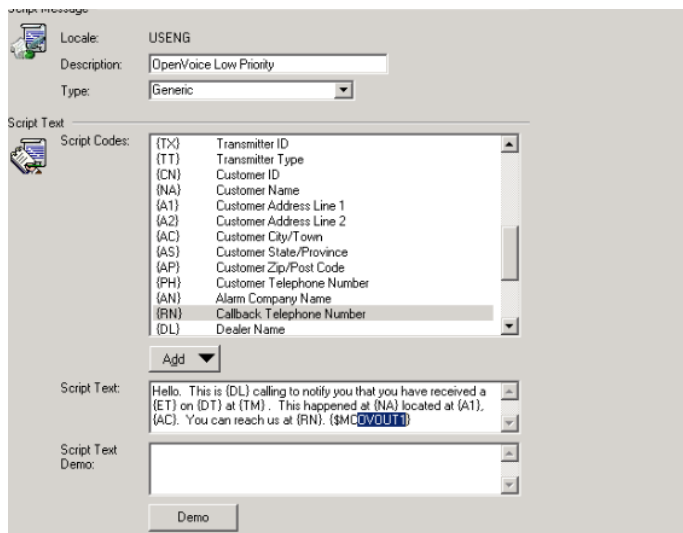 Script Message
Locale: USENG
Description: OpenVoice Low Priority
Type: Generic
Script Text
Script Codes:
{TX} Transmitter ID
{TT} Transmitter Type
{CN} Customer ID
{NA} Customer Name
{A1} Customer Address Line 1
{A2} Customer Address Line 2
{AC} Customer City/Town
{AS} Customer State/Province
{AP} Customer Zip/Post Code
{PH} Customer Telephone Number
{AN} Alarm Company Name
{RN} Callback Telephone Number
{DL} Dealer Name
Add
Script Text: Hello. This is {DL} calling to notify you that you have received a
{ET} on {DT} at {TM} . This happened at {NA} located at {A1},
{AC}. You can reach us at {RN}. {$MCOVOUT1}
Script Text
Demo:
Demo